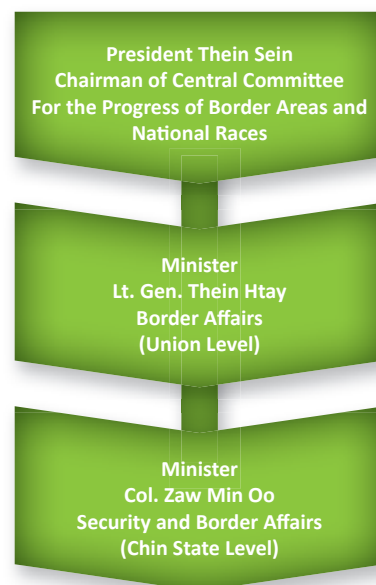 President Thein Sein
Chairman of Central Committee
For the Progress of Border Areas and
National Races
Minister
Lt. Gen. Thein Htay
Border Affairs
(Union Level)
Minister
Col. Zaw Min Oo
Security and Border Affairs
(Chin State Level)